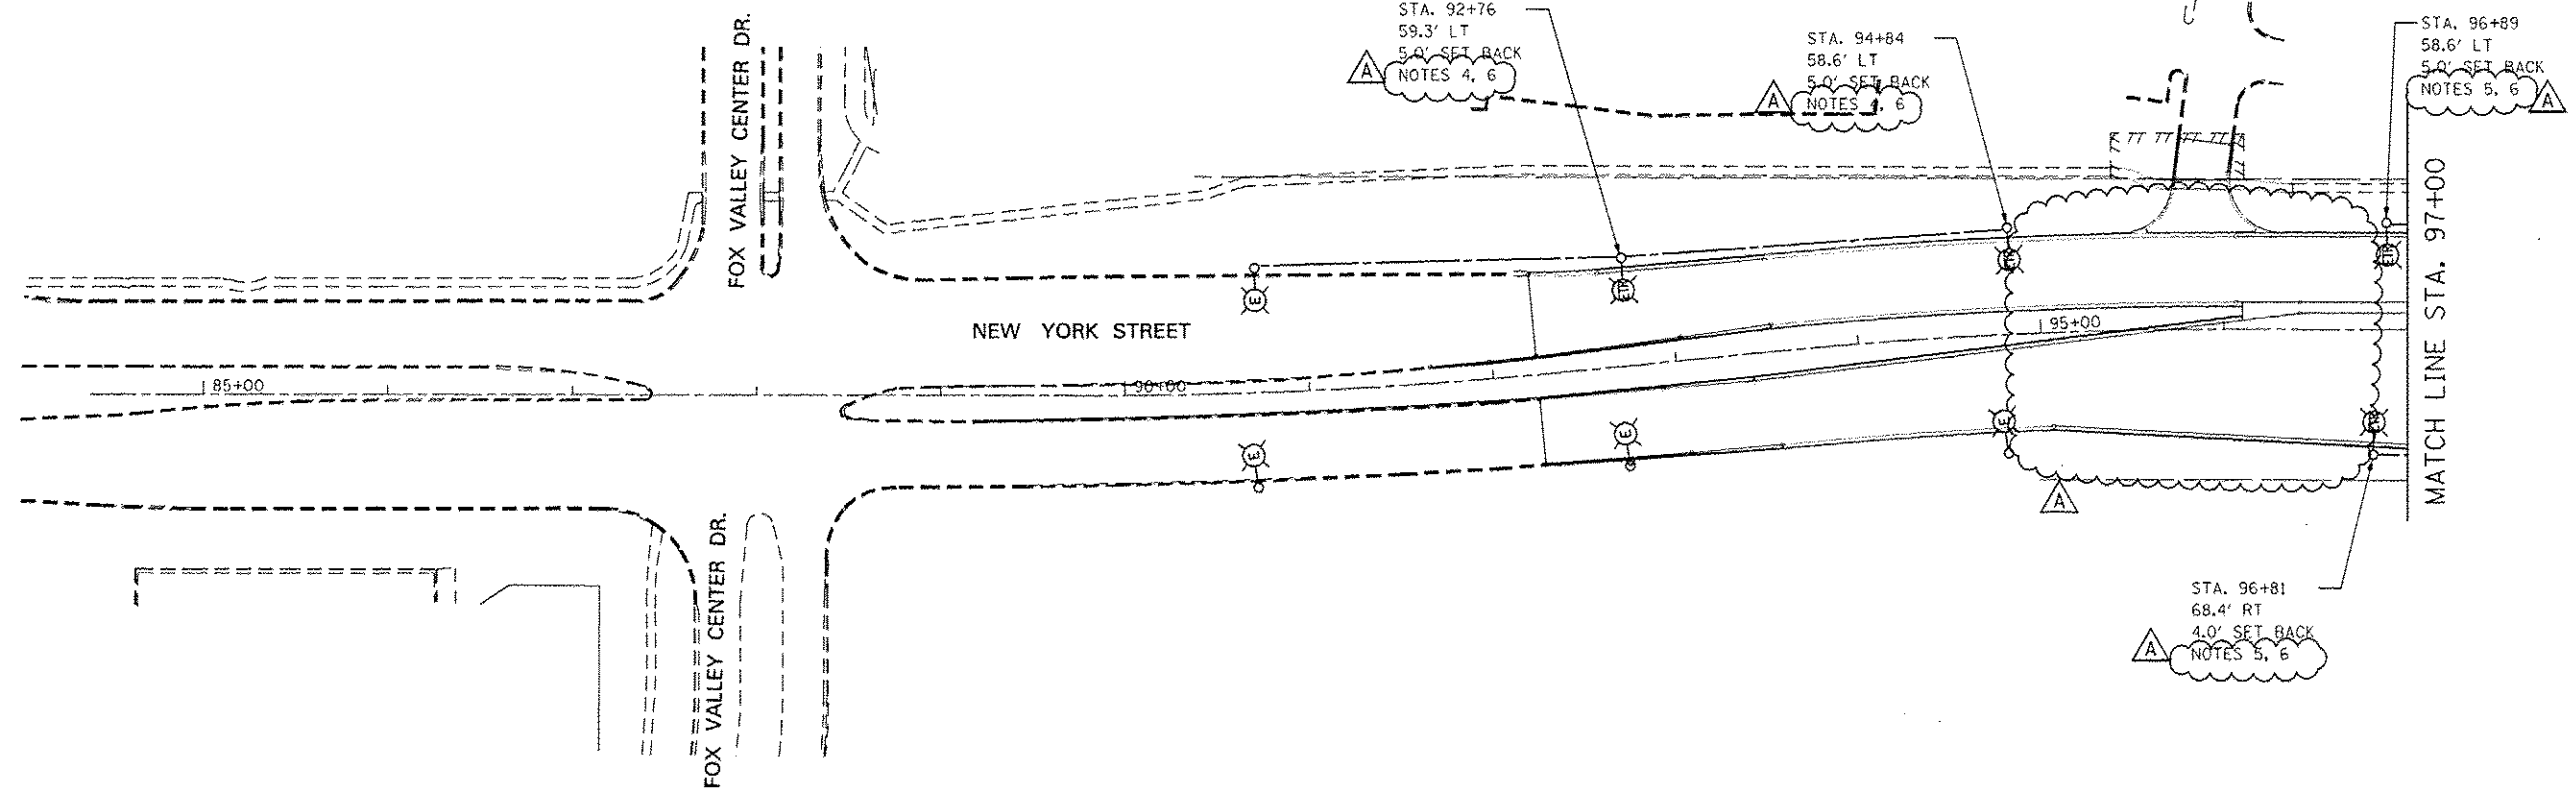 FOX VALLEY CENTER DR.
STA. 92+76
59.3' LT
5.0' SET BACK
A
NOTES 4, 6
STA. 94+84
58.6' LT
5.0' SET BACK
A
NOTES 4, 6
STA. 96+89
58.6' LT
5.0' SET BACK
NOTES 5, 6
A
MATCH LINE STA. 97+00
E
NEW YORK STREET
95+00
85+00
90+00
E
E
E
A
FOX VALLEY CENTER DR.
STA. 96+81
68.4' RT
4.0' SET BACK
A
NOTES 5, 6